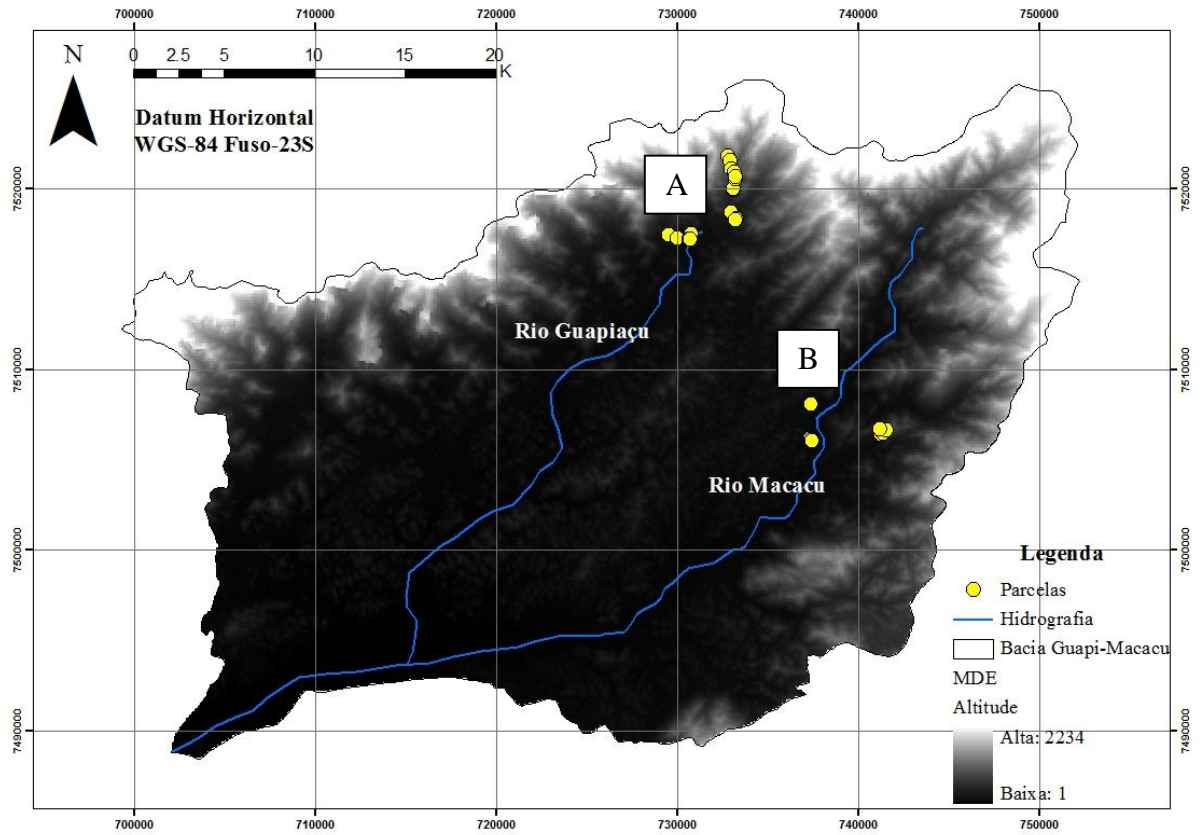 700000 710000 720000 730000 740000 750000
0 2.5 5 10 15 20
K
N
Datum Horizontal
WGS-84 Fuso-23S
7520000 7520000
A
Rio Guapiaçu
B
7510000 7510000
Rio Macacu
7500000 7500000
Legenda
Parcelas
Hidrografia
Bacia Guapi-Macacu
MDE
Altitude
Alta: 2234
7490000 7490000
Baixa: 1
700000 710000 720000 730000 740000 750000